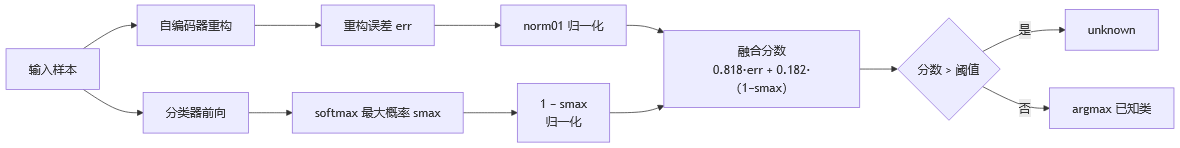 输入样本
自编码器重构
重构误差 err
norm01 归一化
分类器前向
softmax 最大概率 smax
1 - smax
归一化
融合分数
0.818·err + 0.182·
(1-smax)
分数 > 阈值
是
unknown
否
argmax 已知类